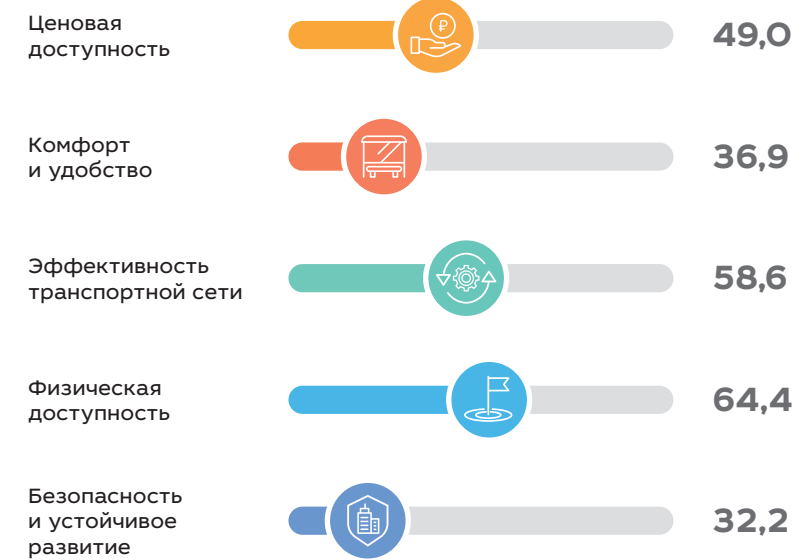 Ценовая
доступность
₽
49,0
Комфорт
и удобство
36,9
Эффективность
транспортной сети
58,6
Физическая
доступность
64,4
Безопасность
и устойчивое
развитие
32,2